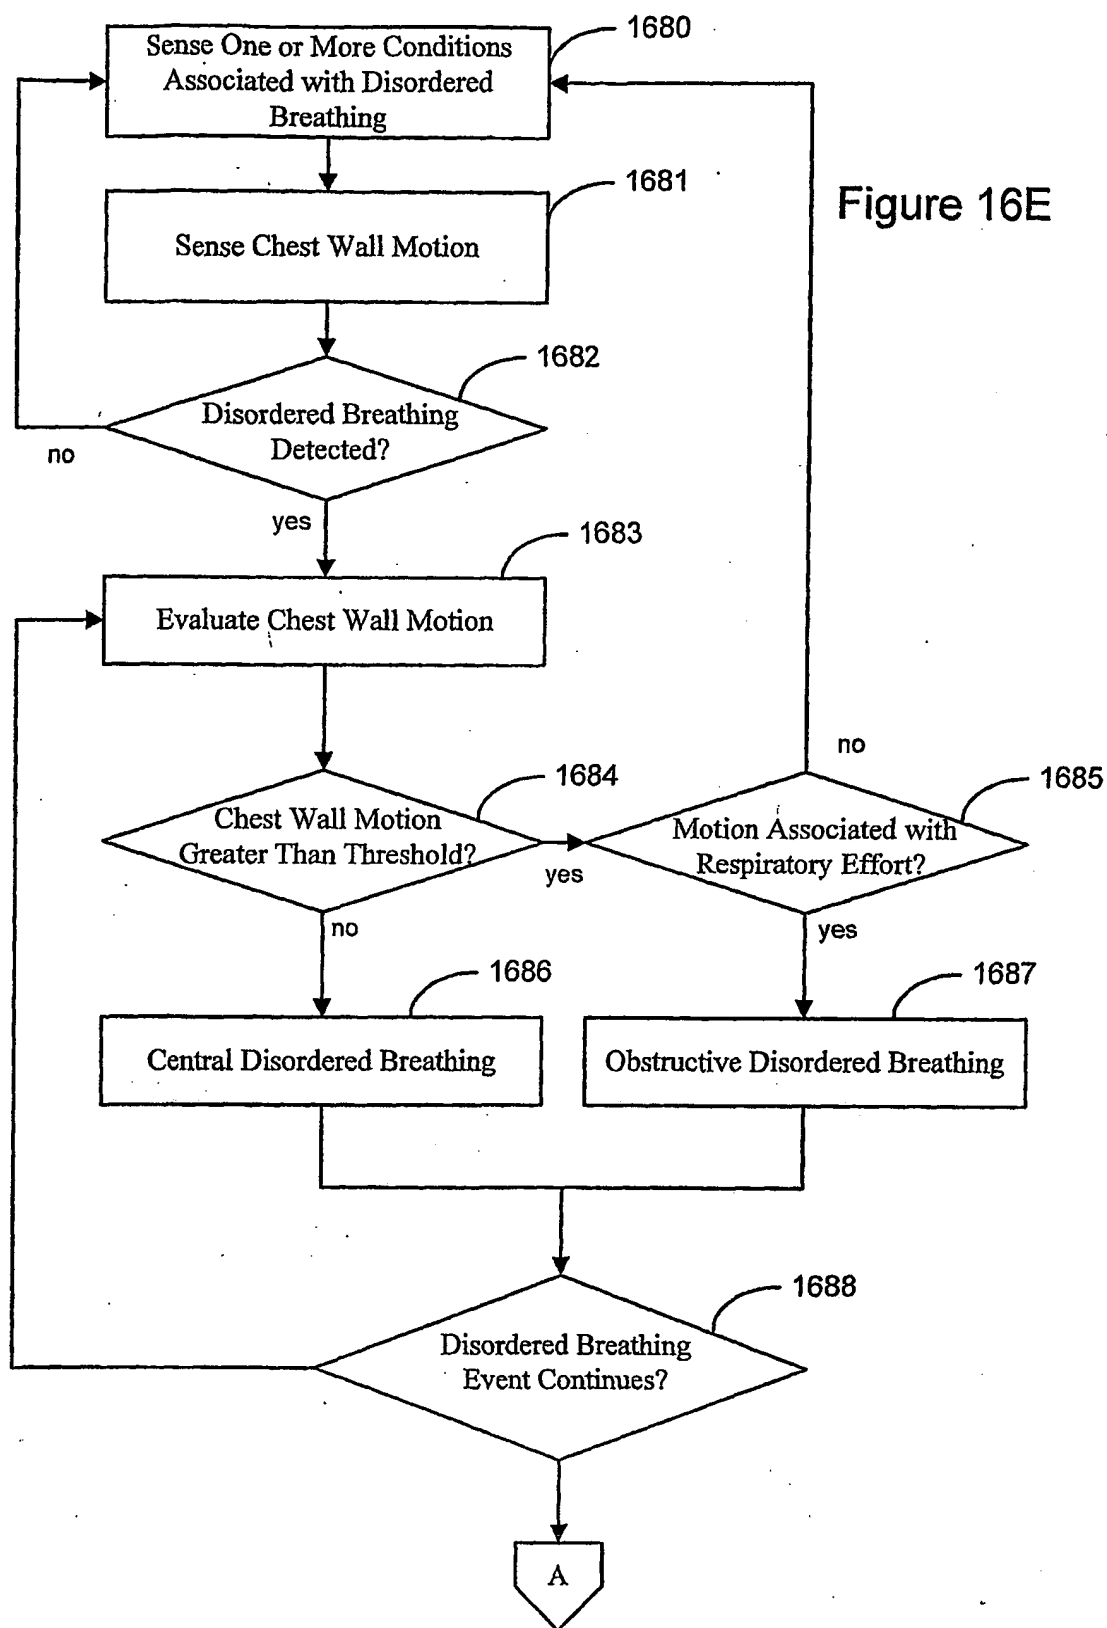 1680
Sense One or More Conditions
Associated with Disordered
Breathing
1681
Figure 16E
Sense Chest Wall Motion
1682
Disordered Breathing
Detected?
no
yes
1683
Evaluate Chest Wall Motion
no
1684
1685
Chest Wall Motion
Greater Than Threshold?
Motion Associated with
Respiratory Effort?
yes
no
yes
1686
1687
Central Disordered Breathing
Obstructive Disordered Breathing
1688
Disordered Breathing
Event Continues?
A